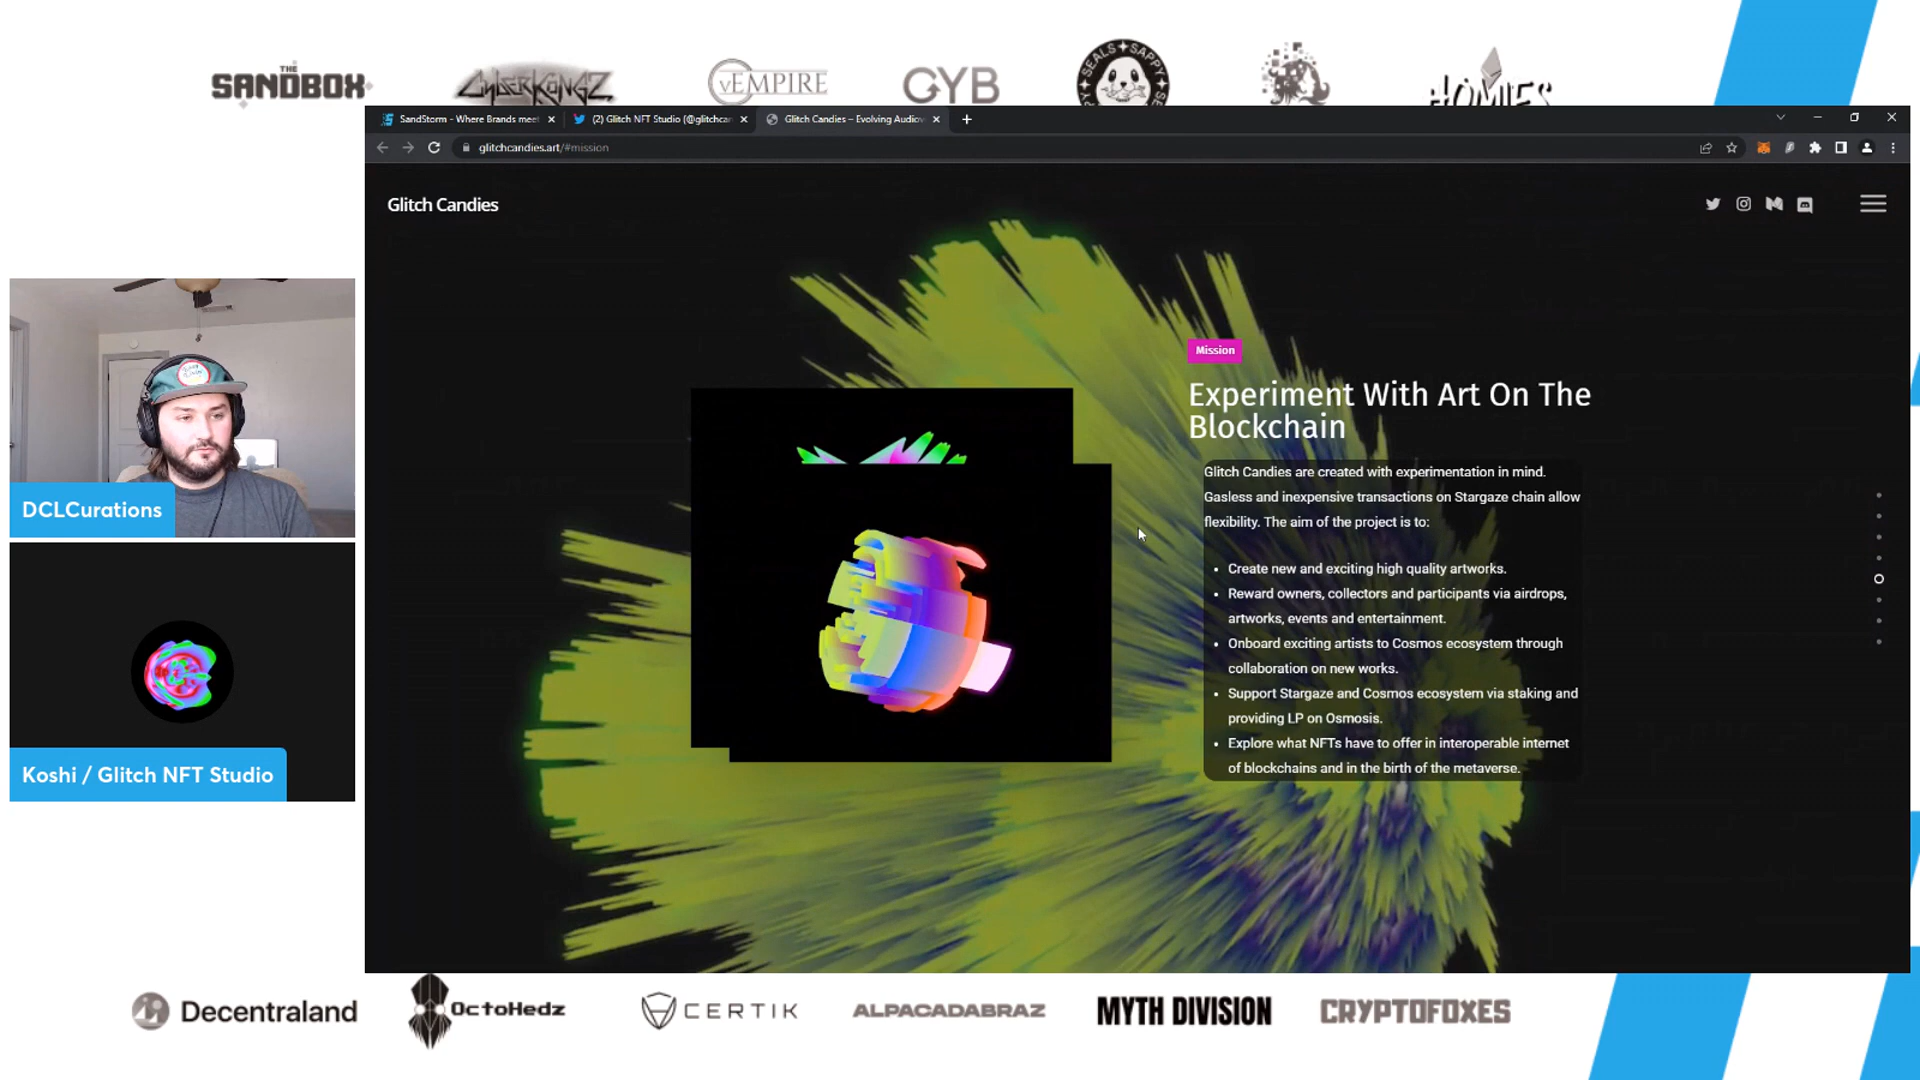 THE
SANDBOX
CYBERKONGZ
vEMPIRE
GYB
SEALS ✦ SAPPY
HOMIES
SandStorm - Where Brands meet
(2) Glitch NFT Studio (@glitchcan
Glitch Candies – Evolving Audiov
glitchcandies.art/#mission
Glitch Candies
Mission
Experiment With Art On The
Blockchain
Glitch Candies are created with experimentation in mind.
Gasless and inexpensive transactions on Stargaze chain allow
flexibility. The aim of the project is to:
• Create new and exciting high quality artworks.
• Reward owners, collectors and participants via airdrops,
artworks, events and entertainment.
• Onboard exciting artists to Cosmos ecosystem through
collaboration on new works.
• Support Stargaze and Cosmos ecosystem via staking and
providing LP on Osmosis.
• Explore what NFTs have to offer in interoperable internet
of blockchains and in the birth of the metaverse.
DCLCurations
Koshi / Glitch NFT Studio
Decentraland
OctoHedz
CERTIK
ALPACADABRAZ
MYTH DIVISION
CRYPTOFOXES